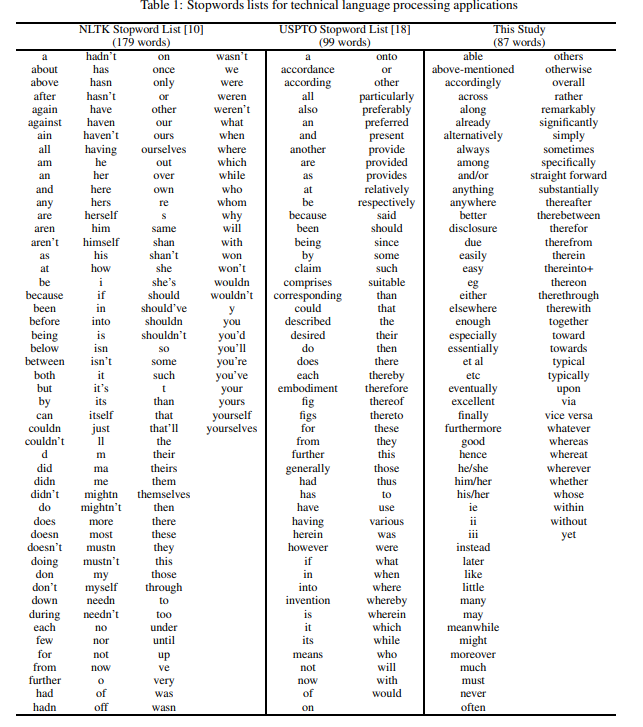 Table 1: Stopwords lists for technical language processing applications
NLTK Stopword List [10] USPTO Stopword List [18] This Study
(179 words) (99 words) (87 words)
a hadn't on wasn't a onto able others
about has once we accordance or above-mentioned otherwise
above hasn only were according other accordingly overall
after hasn't or weren all particularly across rather
again have other weren't also preferably along remarkably
against haven our what an preferred already significantly
ain haven't ours when and present alternatively simply
all having ourselves where another provide always sometimes
am he out which are provided among specifically
an her over while as provides and/or straight forward
and here own who at relatively anything substantially
any hers re whom be respectively anywhere thereafter
are herself s why because said better therebetween
aren him same will been should disclosure therefor
aren't himself shan with being since due therefrom
as his shan't won by some easily therein
at how she won't claim such easy thereinto+
be i she's wouldn comprises suitable eg thereon
because if should wouldn't corresponding than either therethrough
been in should've y could that elsewhere therewith
before into shouldn you described the enough together
being is shouldn't you'd desired their especially toward
below isn so you'll do then essentially towards
between isn't some you're does there et al typical
both it such you've each thereby etc typically
but it's t your embodiment therefore eventually upon
by its than yours fig thereof excellent via
can itself that yourself figs thereto finally vice versa
couldn just that'll yourselves for these furthermore whatever
couldn't ll the from they good whereas
d m their further this hence whereat
did ma theirs generally those he/she wherever
didn me them had thus him/her whether
didn't mightn themselves has to his/her whose
do mightn't then have use ie within
does more there having various ii without
doesn most these herein was iii yet
doesn't mustn they however were instead
doing mustn't this if what later
don my those in when like
don't myself through into where little
down needn to invention whereby many
during needn't too is wherein may
each no under it which meanwhile
few nor until its while might
for not up means who moreover
from now ve not will much
further o very now with must
had of was of would never
hadn off wasn on often